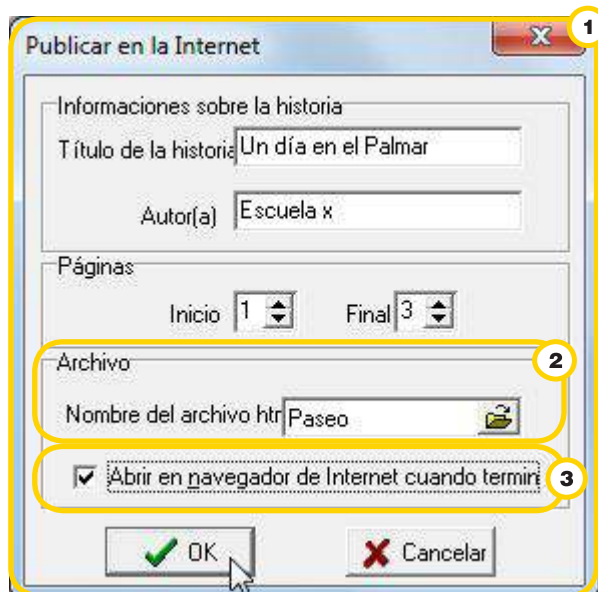 1
Publicar en la Internet
Informaciones sobre la historia
Título de la historia Un día en el Palmar
Autor(a) Escuela x
Páginas
Inicio 1 Final 3
2
Archivo
Nombre del archivo htr Paseo
Abrir en navegador de Internet cuando termin 3
OK Cancelar